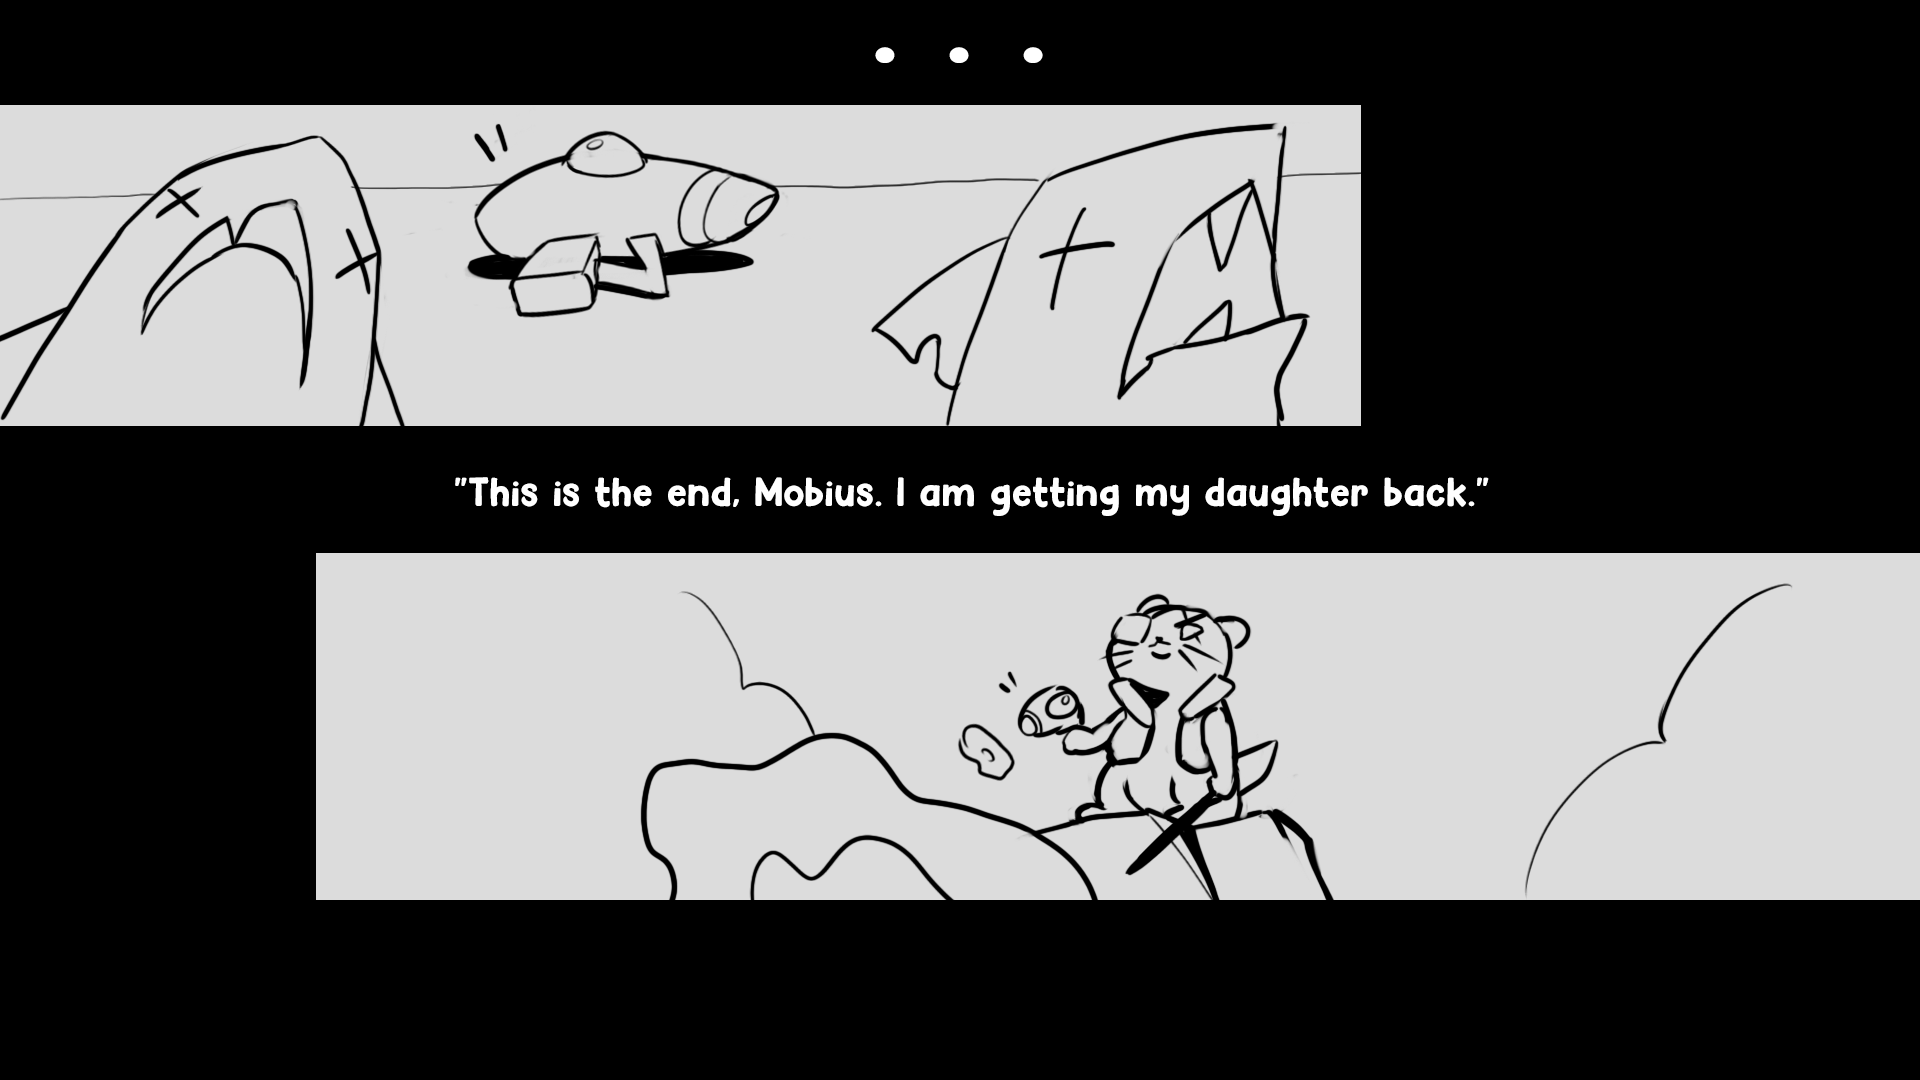 • • •
"This is the end, Mobius. I am getting my daughter back."